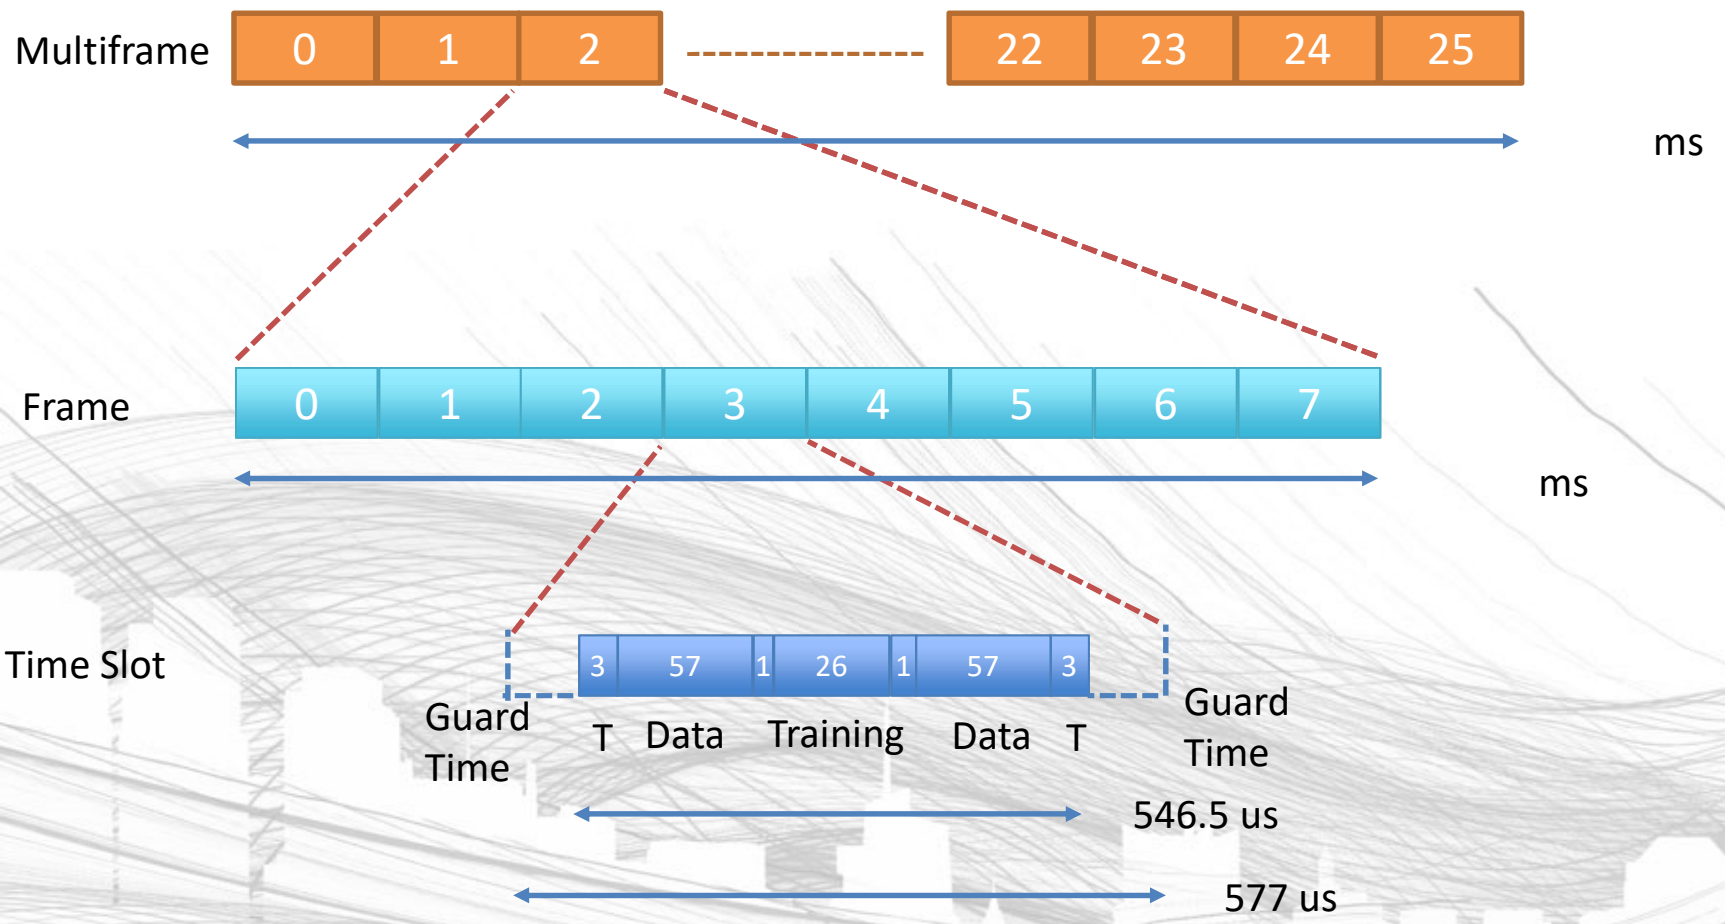 Multiframe 0 1 2 22 23 24 25
ms
Frame 0 1 2 3 4 5 6 7
ms
Time Slot 3 57 1 26 1 57 3
Guard Time T Data Training Data T Guard Time
546.5 us
577 us